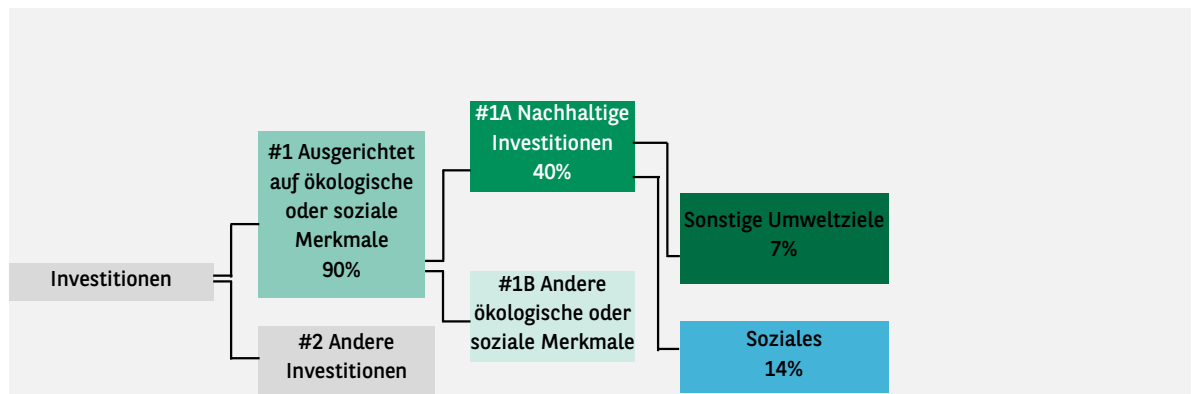 Investitionen
#1 Ausgerichtet
auf ökologische
oder soziale
Merkmale
90%
#2 Andere
Investitionen
#1A Nachhaltige
Investitionen
40%
#1B Andere
ökologische oder
soziale Merkmale
Sonstige Umweltziele
7%
Soziales
14%